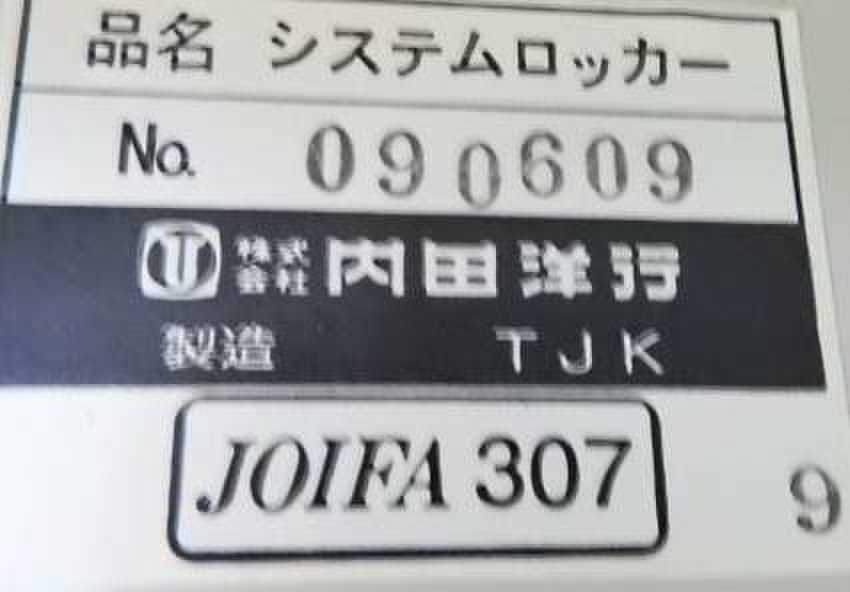 品名 システムロッカー
No. 090609
株式会社 内田洋行
製造 TJK
JOIFA 307
9